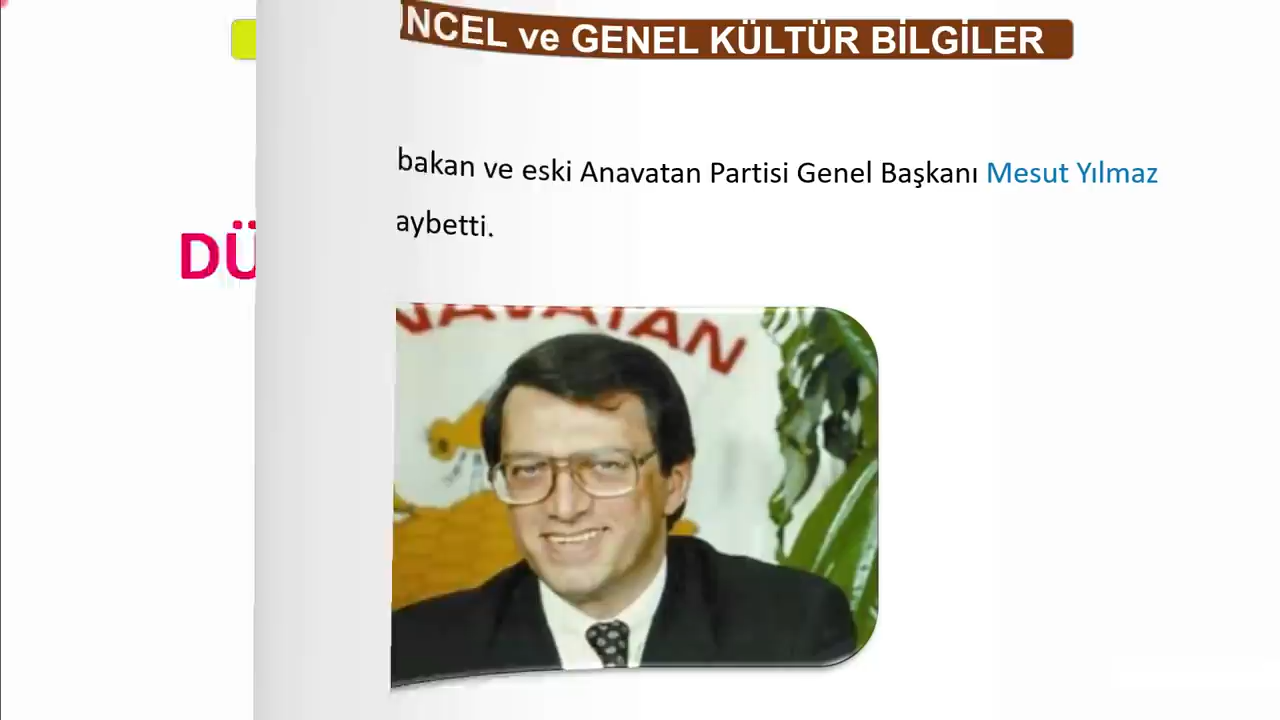 NCEL ve GENEL KÜLTÜR BİLGİLER
bakan ve eski Anavatan Partisi Genel Başkanı Mesut Yılmaz
aybetti.
DÜ
NAVATAN